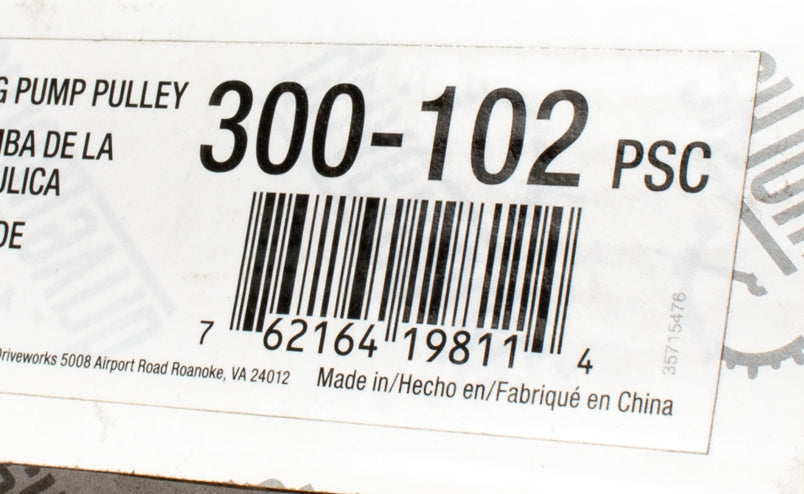 G PUMP PULLEY
300-102 PSC
MBA DE LA
ULICA
DE
7 62164 19811 4
35715476
Driveworks 5008 Airport Road Roanoke, VA 24012
Made in/Hecho en/Fabriqué en China